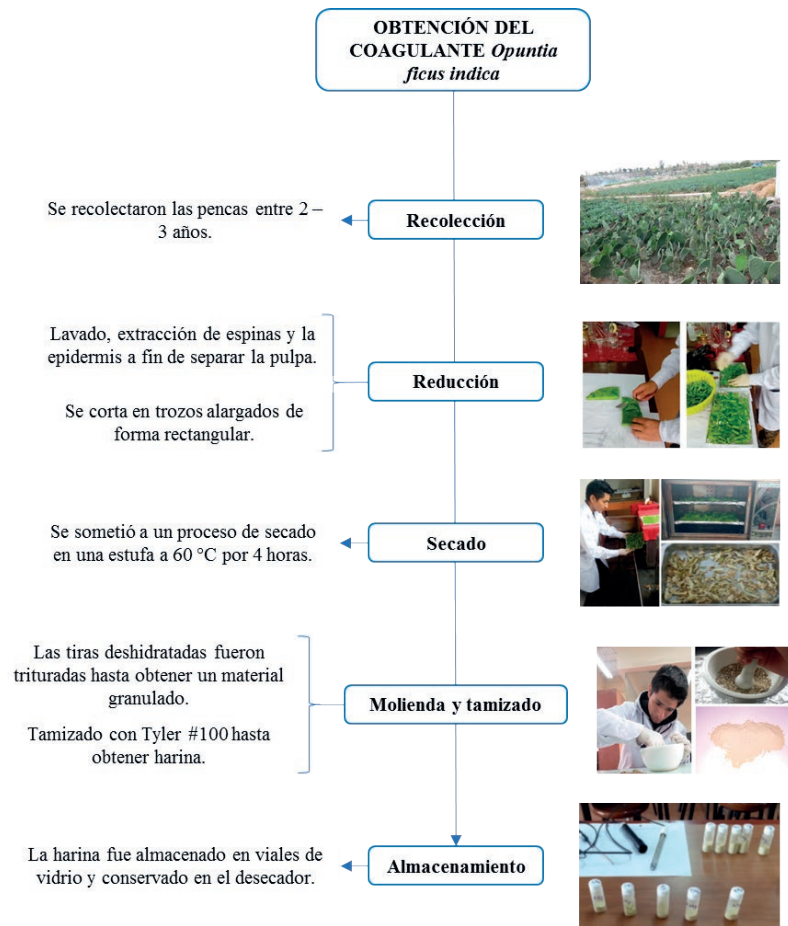 OBTENCIÓN DEL
COAGULANTE Opuntia
ficus indica
Se recolectaron las pencas entre 2 –
3 años.
Recolección
Lavado, extracción de espinas y la
epidermis a fin de separar la pulpa.
Se corta en trozos alargados de
forma rectangular.
Reducción
Se sometió a un proceso de secado
en una estufa a 60 °C por 4 horas.
Secado
Las tiras deshidratadas fueron
trituradas hasta obtener un material
granulado.
Tamizado con Tyler #100 hasta
obtener harina.
Molienda y tamizado
La harina fue almacenado en viales de
vidrio y conservado en el desecador.
Almacenamiento